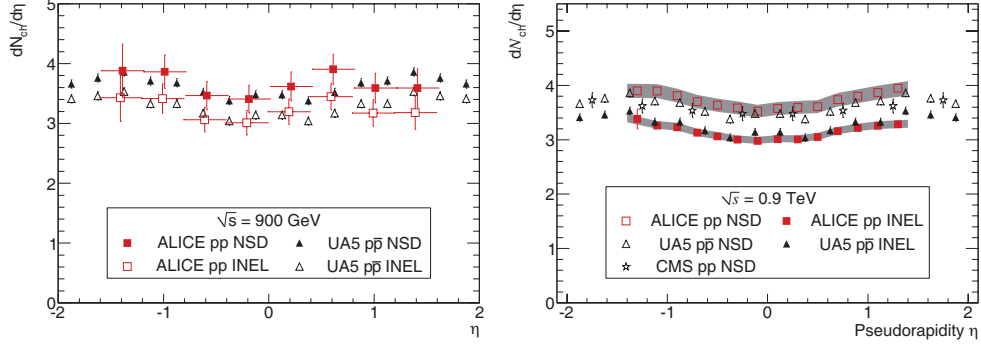 dN_ch/dη
5
4
3
2
1
0
-2 -1 0 1 2
η
√s = 900 GeV
ALICE pp NSD UA5 pp̄ NSD
ALICE pp INEL UA5 pp̄ INEL
dN_ch/dη
5
4
3
2
1
0
-2 -1 0 1 2
Pseudorapidity η
√s = 0.9 TeV
ALICE pp NSD ALICE pp INEL
UA5 pp̄ NSD UA5 pp̄ INEL
CMS pp NSD